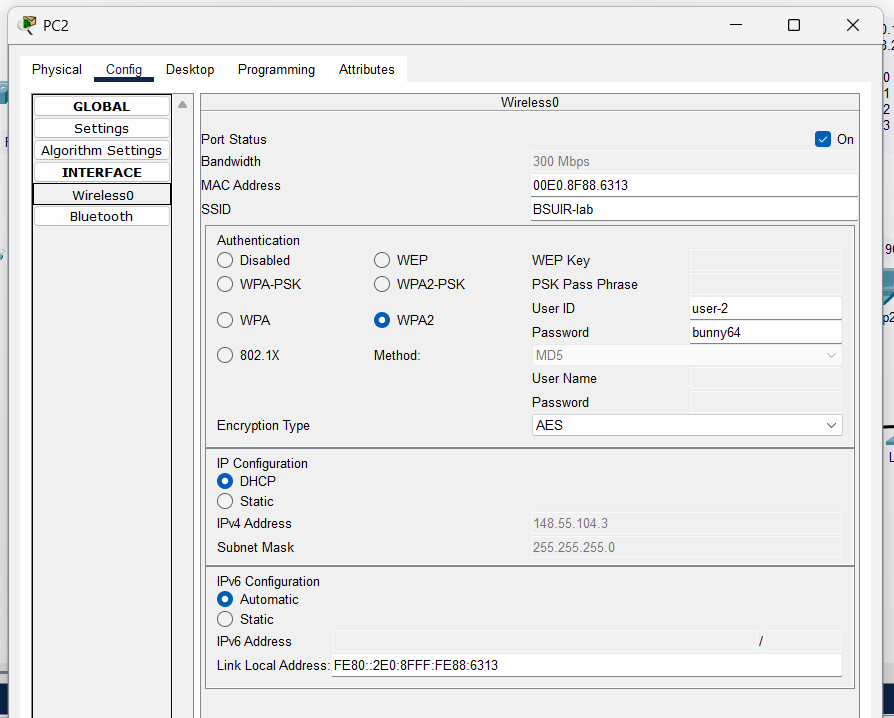 PC2
Physical Config Desktop Programming Attributes
GLOBAL
Settings
Algorithm Settings
INTERFACE
Wireless0
Bluetooth
Wireless0
Port Status On
Bandwidth 300 Mbps
MAC Address 00E0.8F88.6313
SSID BSUIR-lab
Authentication
Disabled WEP WEP Key
WPA-PSK WPA2-PSK PSK Pass Phrase
User ID user-2
WPA WPA2
Password bunny64
802.1X Method: MD5
User Name
Password
Encryption Type AES
IP Configuration
DHCP
Static
IPv4 Address 148.55.104.3
Subnet Mask 255.255.255.0
IPv6 Configuration
Automatic
Static
IPv6 Address /
Link Local Address: FE80::2E0:8FFF:FE88:6313